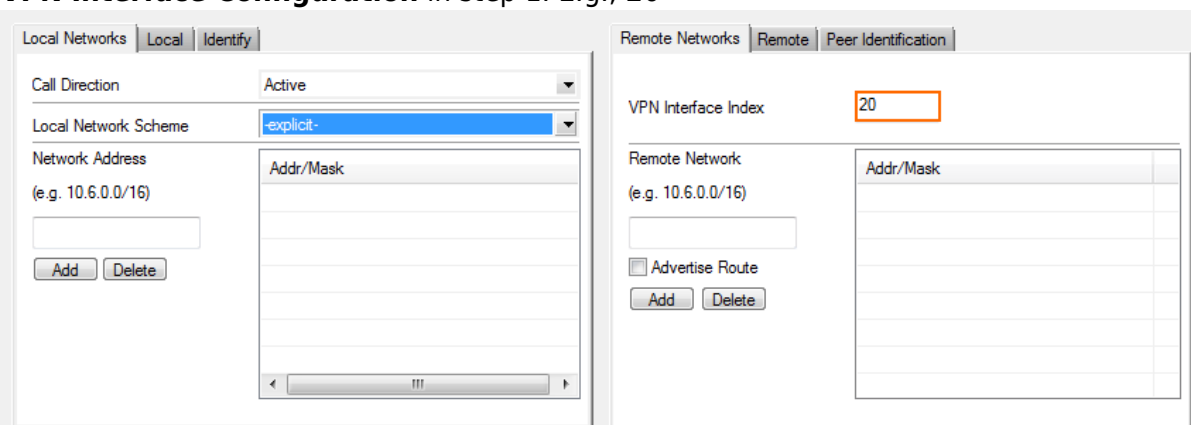 VPN Interface Configuration in Step 1. E.g., 20
Local Networks Local Identify
Call Direction Active
Local Network Scheme -explicit-
Network Address
(e.g. 10.6.0.0/16)
Addr/Mask
Add Delete
Remote Networks Remote Peer Identification
VPN Interface Index 20
Remote Network
(e.g. 10.6.0.0/16)
Addr/Mask
Advertise Route
Add Delete